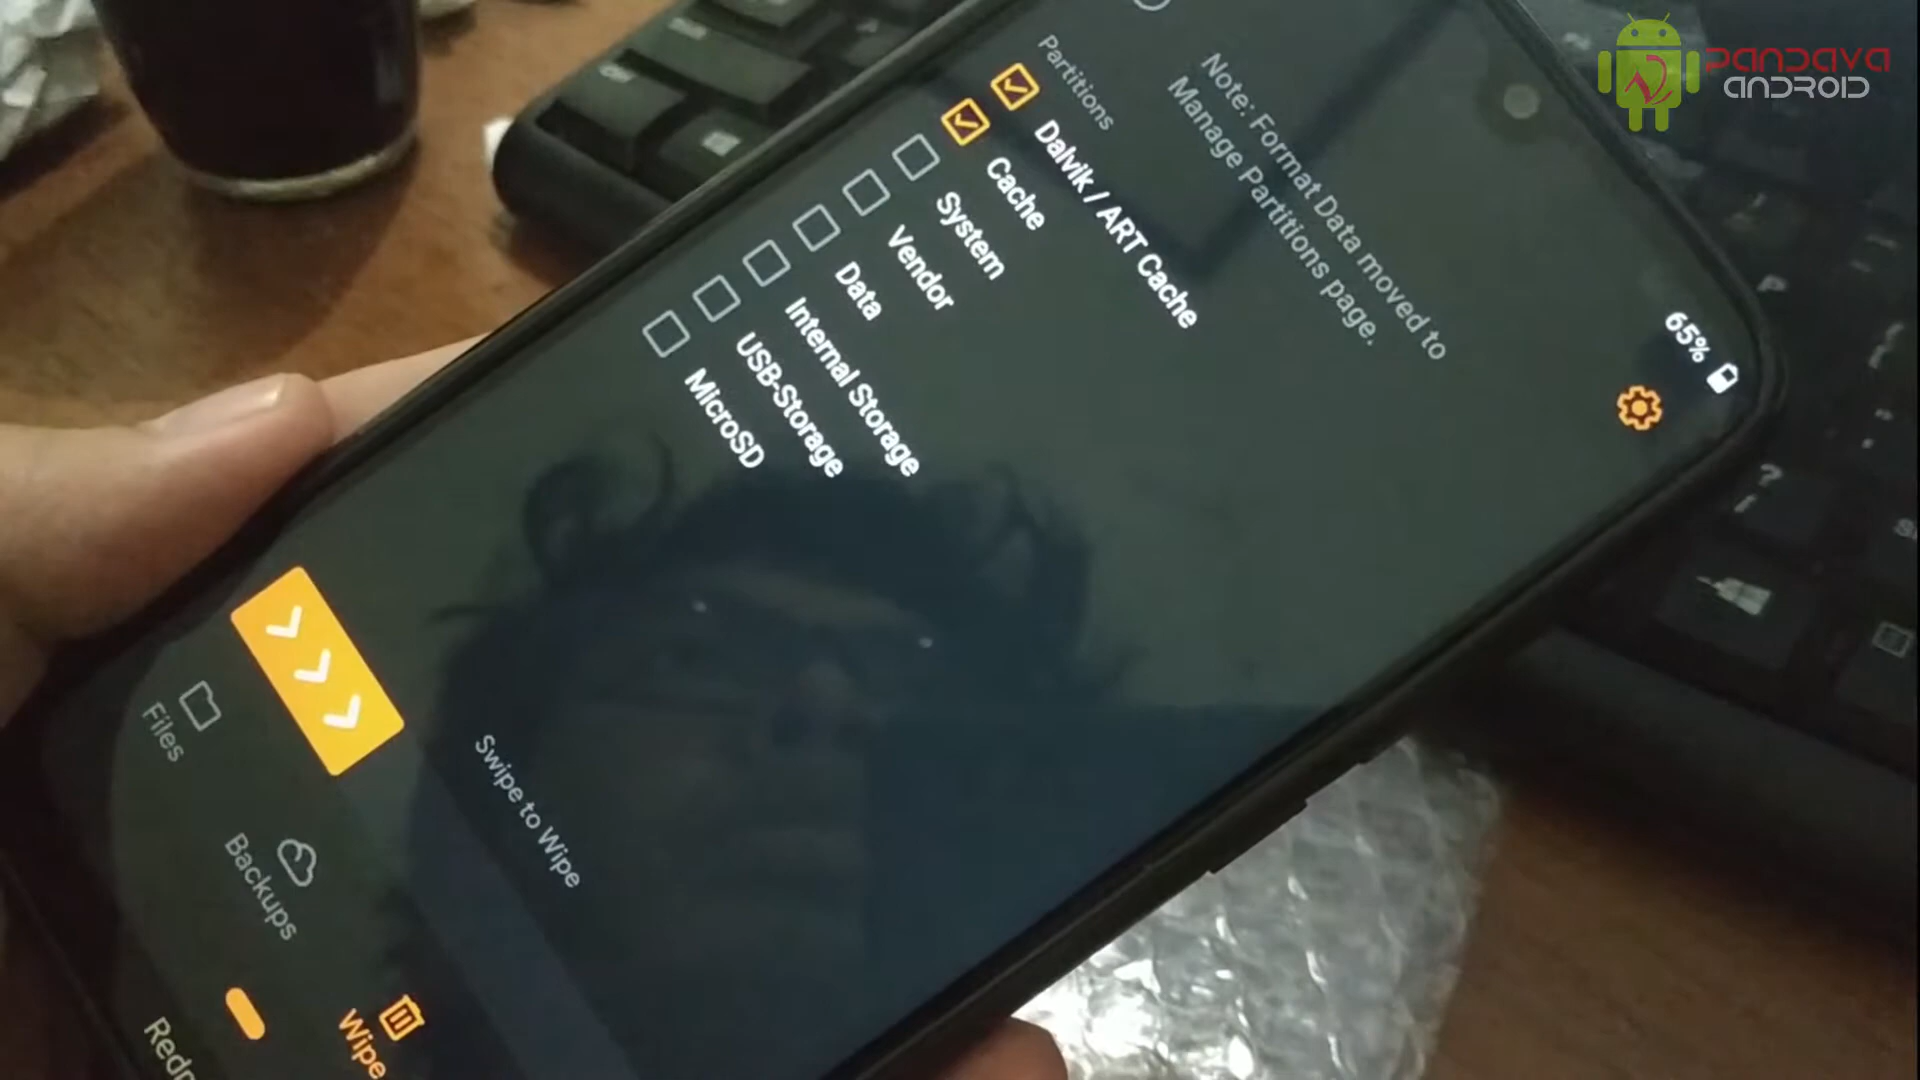 PANDAVA
ANDROID
65%
Note: Format Data moved to
Manage Partitions page.
Partitions
Dalvik / ART Cache
Cache
System
Vendor
Data
Internal Storage
USB-Storage
MicroSD
Swipe to Wipe
Files
Backups
Wipe